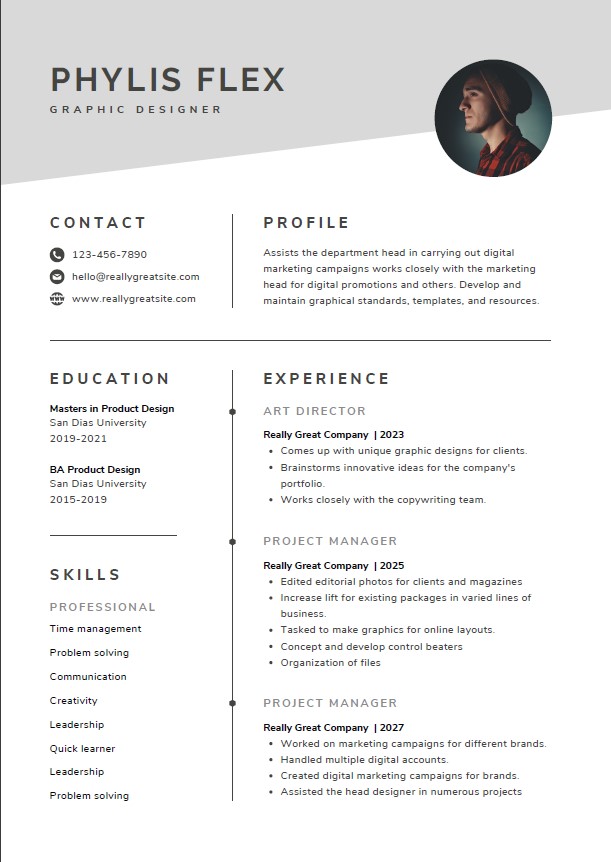 PHYLIS FLEX
GRAPHIC DESIGNER
CONTACT
123-456-7890
hello@reallygreatsite.com
www.reallygreatsite.com
PROFILE
Assists the department head in carrying out digital
marketing campaigns works closely with the marketing
head for digital promotions and others. Develop and
maintain graphical standards, templates, and resources.
EDUCATION
Masters in Product Design
San Dias University
2019-2021
BA Product Design
San Dias University
2015-2019
SKILLS
PROFESSIONAL
Time management
Problem solving
Communication
Creativity
Leadership
Quick learner
Leadership
Problem solving
EXPERIENCE
ART DIRECTOR
Really Great Company | 2023
• Comes up with unique graphic designs for clients.
• Brainstorms innovative ideas for the company's
portfolio.
• Works closely with the copywriting team.
PROJECT MANAGER
Really Great Company | 2025
• Edited editorial photos for clients and magazines
• Increase lift for existing packages in varied lines of
business.
• Tasked to make graphics for online layouts.
• Concept and develop control beaters
• Organization of files
PROJECT MANAGER
Really Great Company | 2027
• Worked on marketing campaigns for different brands.
• Handled multiple digital accounts.
• Created digital marketing campaigns for brands.
• Assisted the head designer in numerous projects